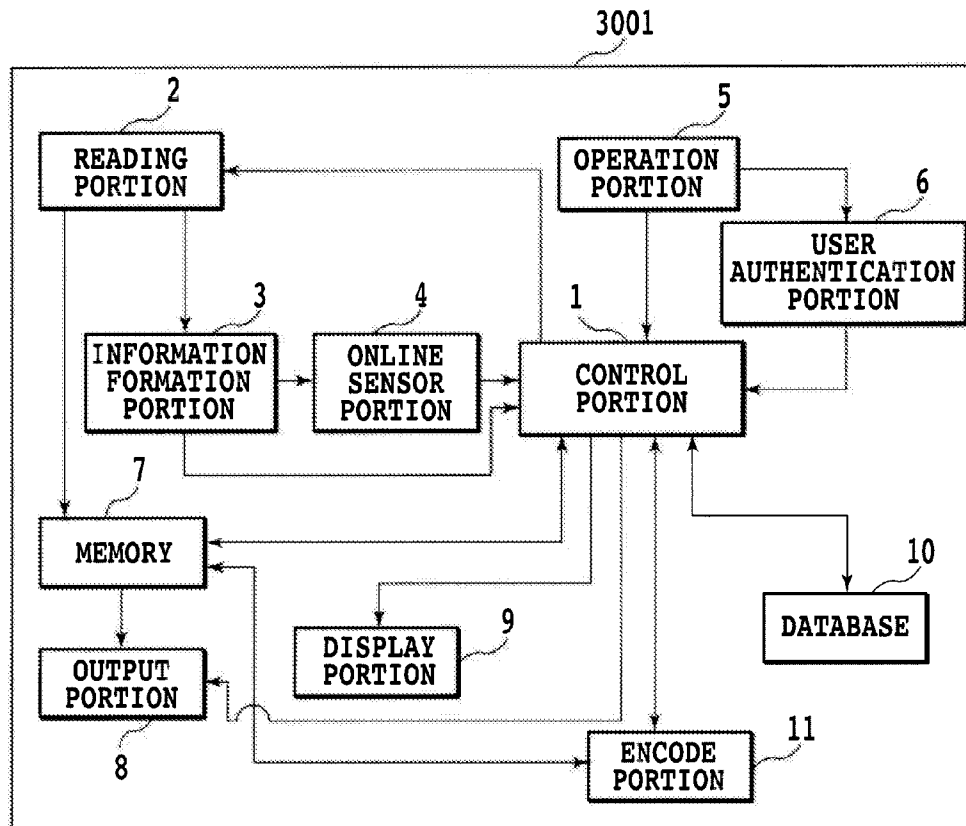 3001
2
READING
PORTION
5
OPERATION
PORTION
6
USER
AUTHENTICATION
PORTION
3
INFORMATION
FORMATION
PORTION
4
ONLINE
SENSOR
PORTION
1
CONTROL
PORTION
7
MEMORY
10
DATABASE
9
DISPLAY
PORTION
OUTPUT
PORTION
8
11
ENCODE
PORTION